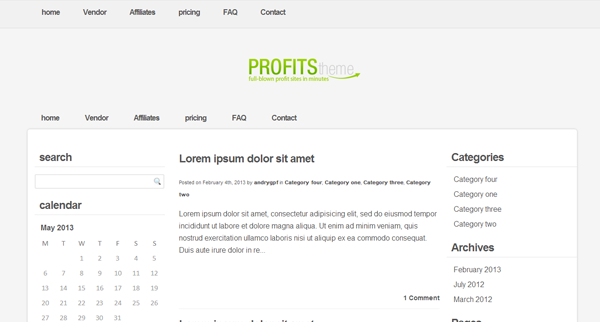 home Vendor Affiliates pricing FAQ Contact
PROFITStheme
full-blown profit sites in minutes
home Vendor Affiliates pricing FAQ Contact
search
calendar
May 2013
M T W T F S S
1 2 3 4 5
6 7 8 9 10 11 12
13 14 15 16 17 18 19
20 21 22 23 24 25 26
27 28 29 30 31
Lorem ipsum dolor sit amet
Posted on February 4th, 2013 by andrygpf in Category four, Category one, Category three, Category
two
Lorem ipsum dolor sit amet, consectetur adipisicing elit, sed do eiusmod tempor
incididunt ut labore et dolore magna aliqua. Ut enim ad minim veniam, quis
nostrud exercitation ullamco laboris nisi ut aliquip ex ea commodo consequat.
Duis aute irure dolor in re...
1 Comment
Categories
Category four
Category one
Category three
Category two
Archives
February 2013
July 2012
March 2012